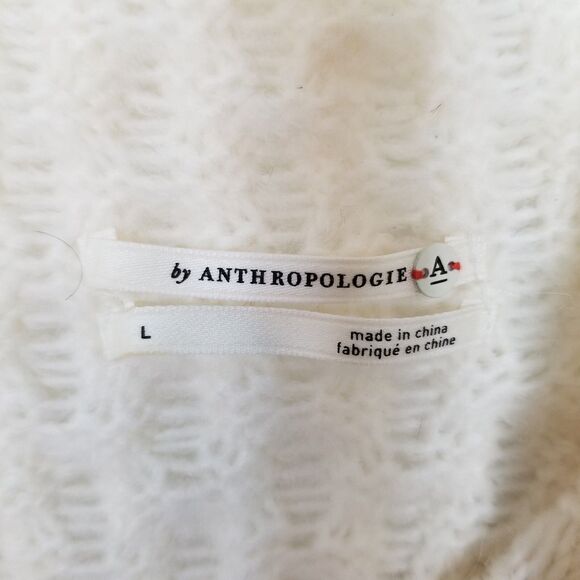 by ANTHROPOLOGIE A
L
made in china
fabriqué en chine